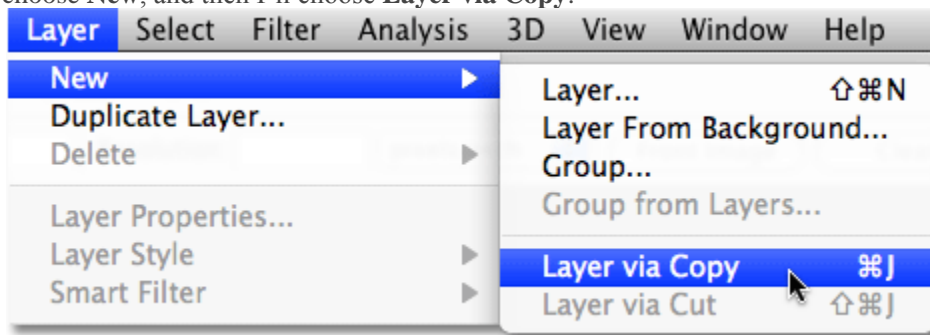 choose New, and then I'll choose Layer via Copy:
Layer Select Filter Analysis 3D View Window Help
New ▶
Duplicate Layer...
Delete ▶
Layer Properties...
Layer Style ▶
Smart Filter ▶
Layer... ⇧⌘N
Layer From Background...
Group...
Group from Layers...
Layer via Copy ⌘J
Layer via Cut ⇧⌘J